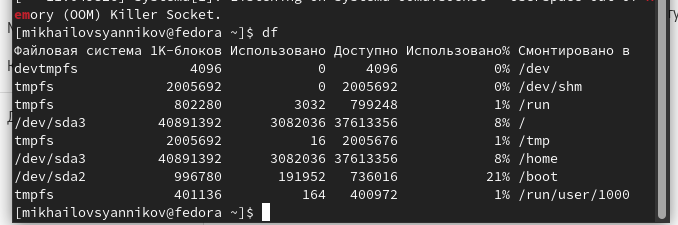 emory (OOM) Killer Socket.
[mikhailovsyannikov@fedora ~]$ df
Файловая система 1K-блоков Использовано Доступно Использовано% Смонтировано в
devtmpfs 4096 0 4096 0% /dev
tmpfs 2005692 0 2005692 0% /dev/shm
tmpfs 802280 3032 799248 1% /run
/dev/sda3 40891392 3082036 37613356 8% /
tmpfs 2005692 16 2005676 1% /tmp
/dev/sda3 40891392 3082036 37613356 8% /home
/dev/sda2 996780 191952 736016 21% /boot
tmpfs 401136 164 400972 1% /run/user/1000
[mikhailovsyannikov@fedora ~]$